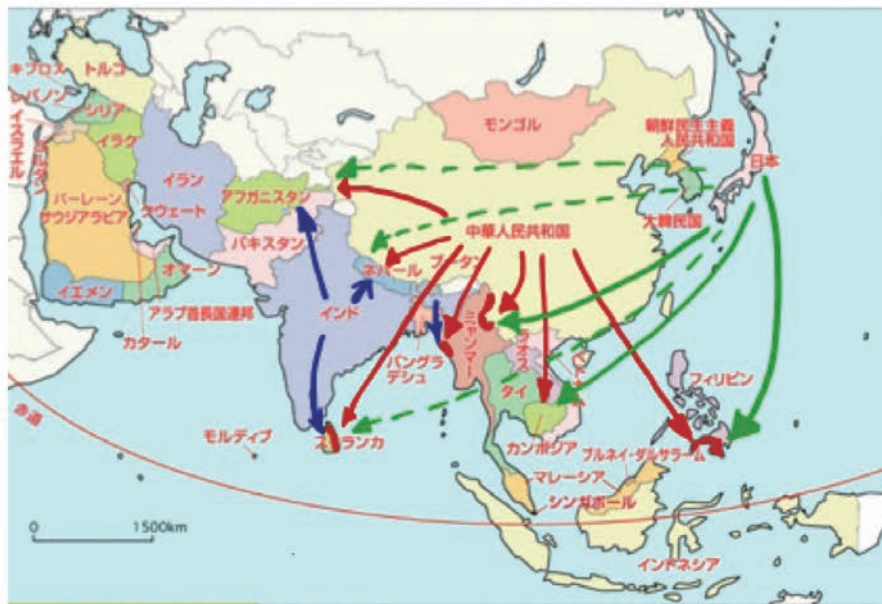 キプロス
トルコ
レバノン
シリア
イスラエル
イラク
ヨルダン
イラン
アフガニスタン
バーレーン
サウジアラビア
クウェート
パキスタン
モンゴル
朝鮮民主主義
人民共和国
日本
大韓民国
中華人民共和国
ネパール
ブータン
イエメン
オマーン
アラブ首長国連邦
カタール
インド
バングラ
デシュ
ミャンマー
ラオス
ベトナム
タイ
フィリピン
赤道
モルディブ
スリランカ
カンボジア
ブルネイ・ダルサラーム
マレーシア
シンガポール
インドネシア
0 1500km